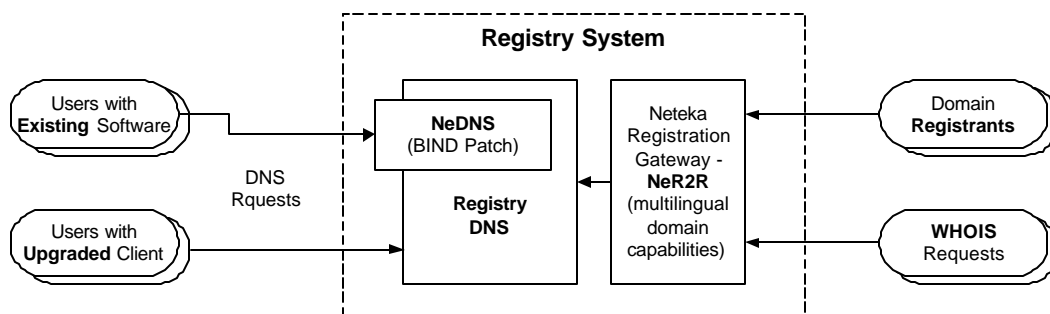 Registry System
Users with
Existing Software
NeDNS
(BIND Patch)
Neteka
Registration
Gateway -
NeR2R
(multilingual
domain
capabilities)
Domain
Registrants
DNS
Rquests
Registry
DNS
Users with
Upgraded Client
WHOIS
Requests